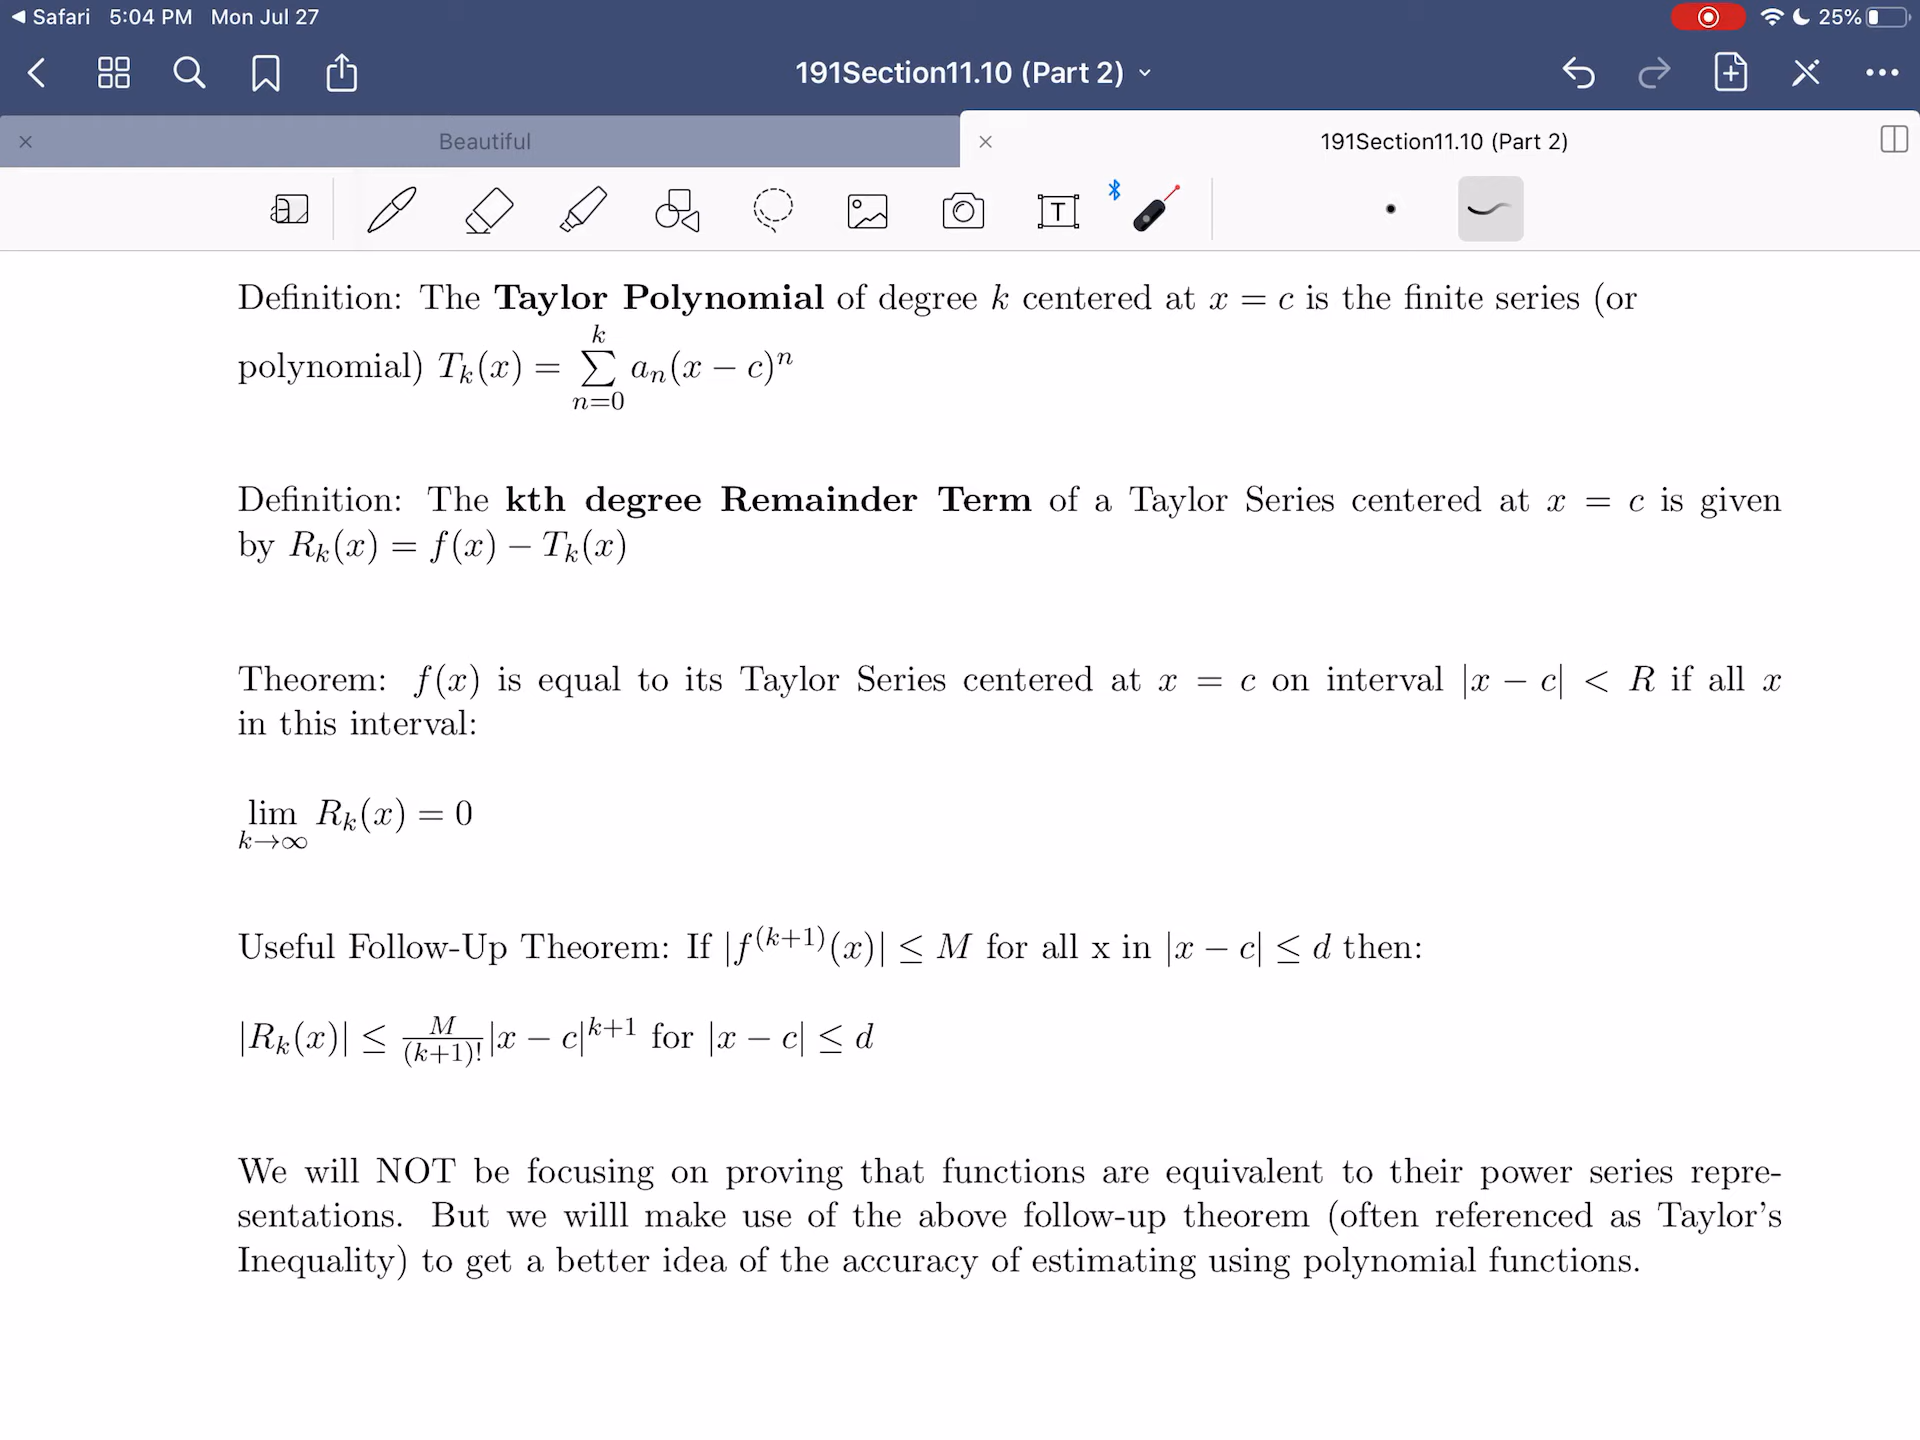 Safari 5:04 PM Mon Jul 27 25%
191Section11.10 (Part 2)
Beautiful 191Section11.10 (Part 2)
a T
Definition: The Taylor Polynomial of degree k centered at x = c is the finite series (or
polynomial) T_k(x) = \sum_{n=0}^{k} a_n(x − c)^n
Definition: The kth degree Remainder Term of a Taylor Series centered at x = c is given
by R_k(x) = f(x) − T_k(x)
Theorem: f(x) is equal to its Taylor Series centered at x = c on interval |x − c| < R if all x
in this interval:
\lim_{k→∞} R_k(x) = 0
Useful Follow-Up Theorem: If |f^{(k+1)}(x)| ≤ M for all x in |x − c| ≤ d then:
|R_k(x)| ≤ \frac{M}{(k+1)!}|x − c|^{k+1} for |x − c| ≤ d
We will NOT be focusing on proving that functions are equivalent to their power series repre-
sentations. But we willl make use of the above follow-up theorem (often referenced as Taylor's
Inequality) to get a better idea of the accuracy of estimating using polynomial functions.